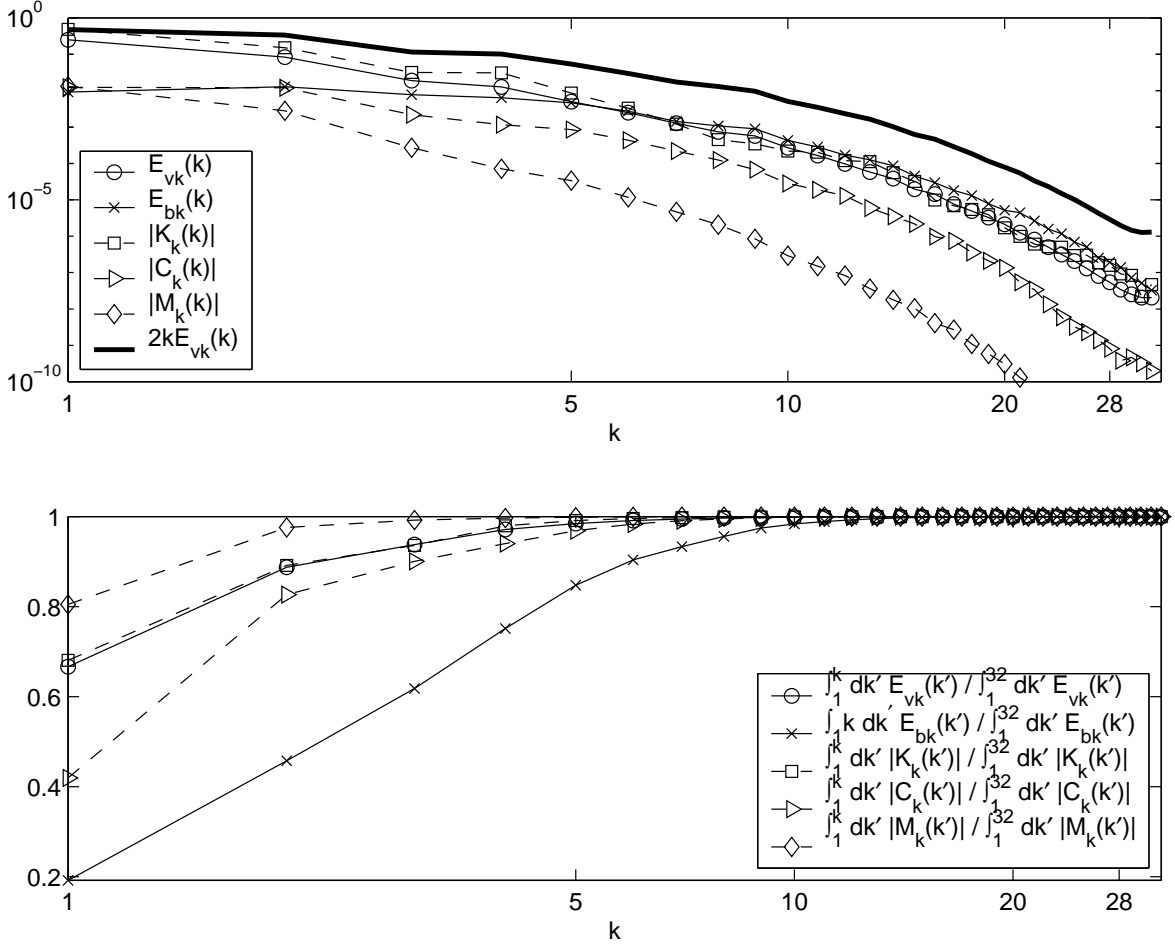 10^0
10^−5
10^−10
E_vk(k)
E_bk(k)
|K_k(k)|
|C_k(k)|
|M_k(k)|
2kE_vk(k)
1 5 10 20 28
k
1
0.8
0.6
0.4
0.2
∫_1^k dk′ E_vk(k′) / ∫_1^32 dk′ E_vk(k′)
∫_1k dk′ E_bk(k′) / ∫_1^32 dk′ E_bk(k′)
∫_1^k dk′ |K_k(k′)| / ∫_1^32 dk′ |K_k(k′)|
∫_1^k dk′ |C_k(k′)| / ∫_1^32 dk′ |C_k(k′)|
∫_1^k dk′ |M_k(k′)| / ∫_1^32 dk′ |M_k(k′)|
1 5 10 20 28
k